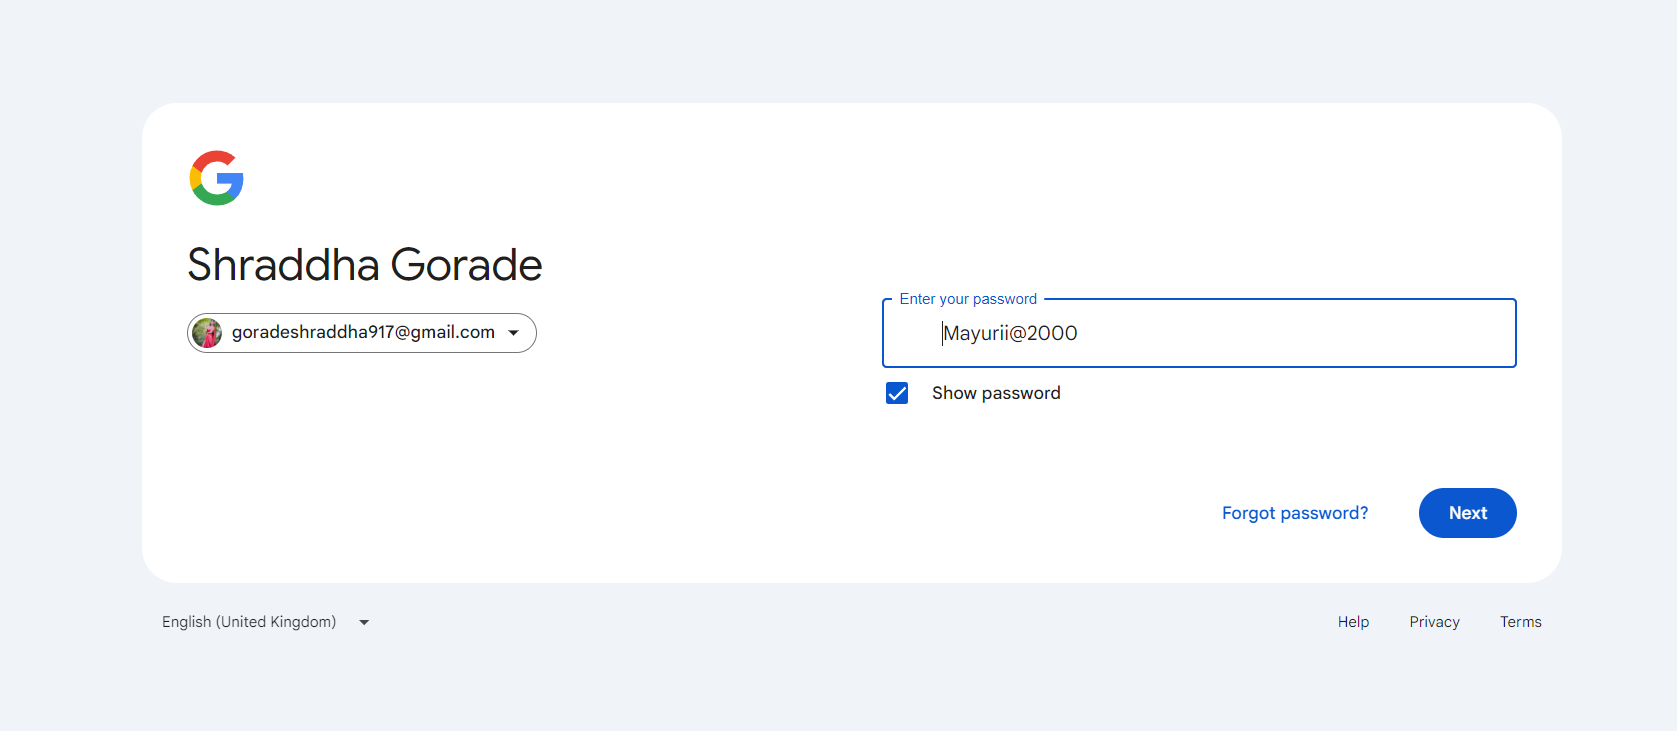 Shraddha Gorade
goradeshraddha917@gmail.com
Enter your password
Mayurii@2000
Show password
Forgot password?
Next
English (United Kingdom)
Help
Privacy
Terms